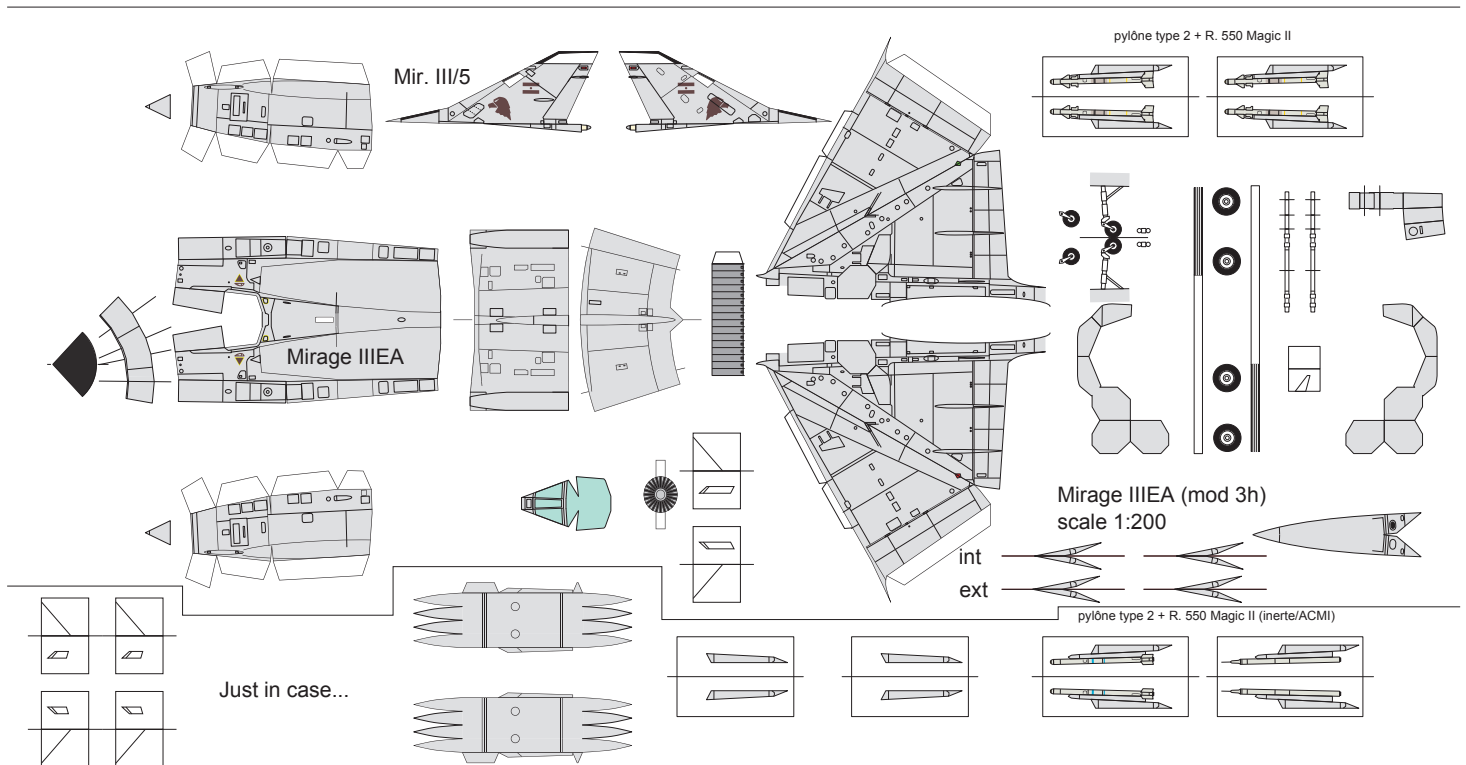 pylône type 2 + R. 550 Magic II
Mir. III/5
Mirage IIIEA
Mirage IIIEA (mod 3h)
scale 1:200
int
ext
pylône type 2 + R. 550 Magic II (inerte/ACMI)
Just in case...